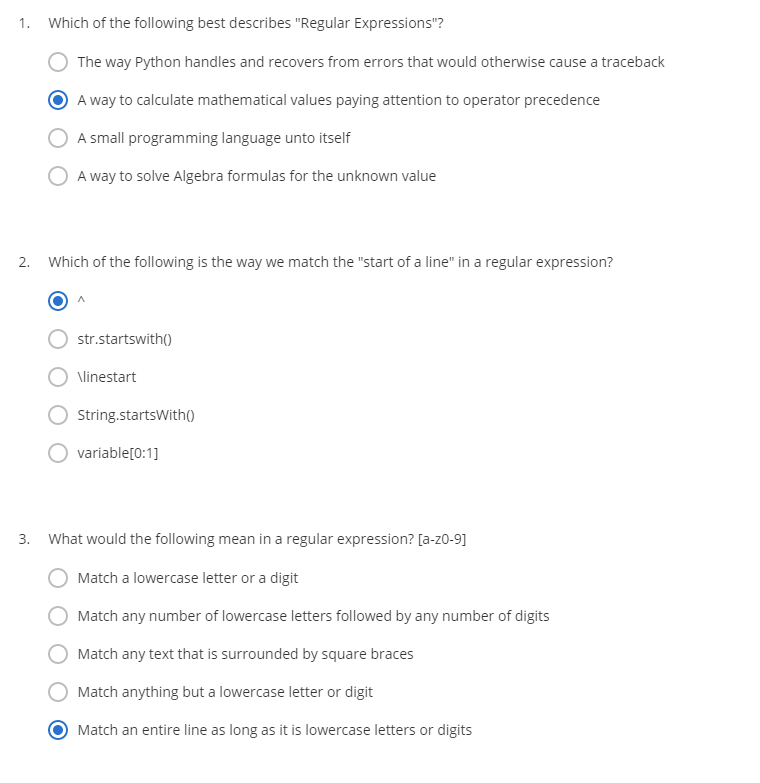 1. Which of the following best describes "Regular Expressions"?
The way Python handles and recovers from errors that would otherwise cause a traceback
A way to calculate mathematical values paying attention to operator precedence
A small programming language unto itself
A way to solve Algebra formulas for the unknown value
2. Which of the following is the way we match the "start of a line" in a regular expression?
^
str.startswith()
\linestart
String.startsWith()
variable[0:1]
3. What would the following mean in a regular expression? [a-z0-9]
Match a lowercase letter or a digit
Match any number of lowercase letters followed by any number of digits
Match any text that is surrounded by square braces
Match anything but a lowercase letter or digit
Match an entire line as long as it is lowercase letters or digits